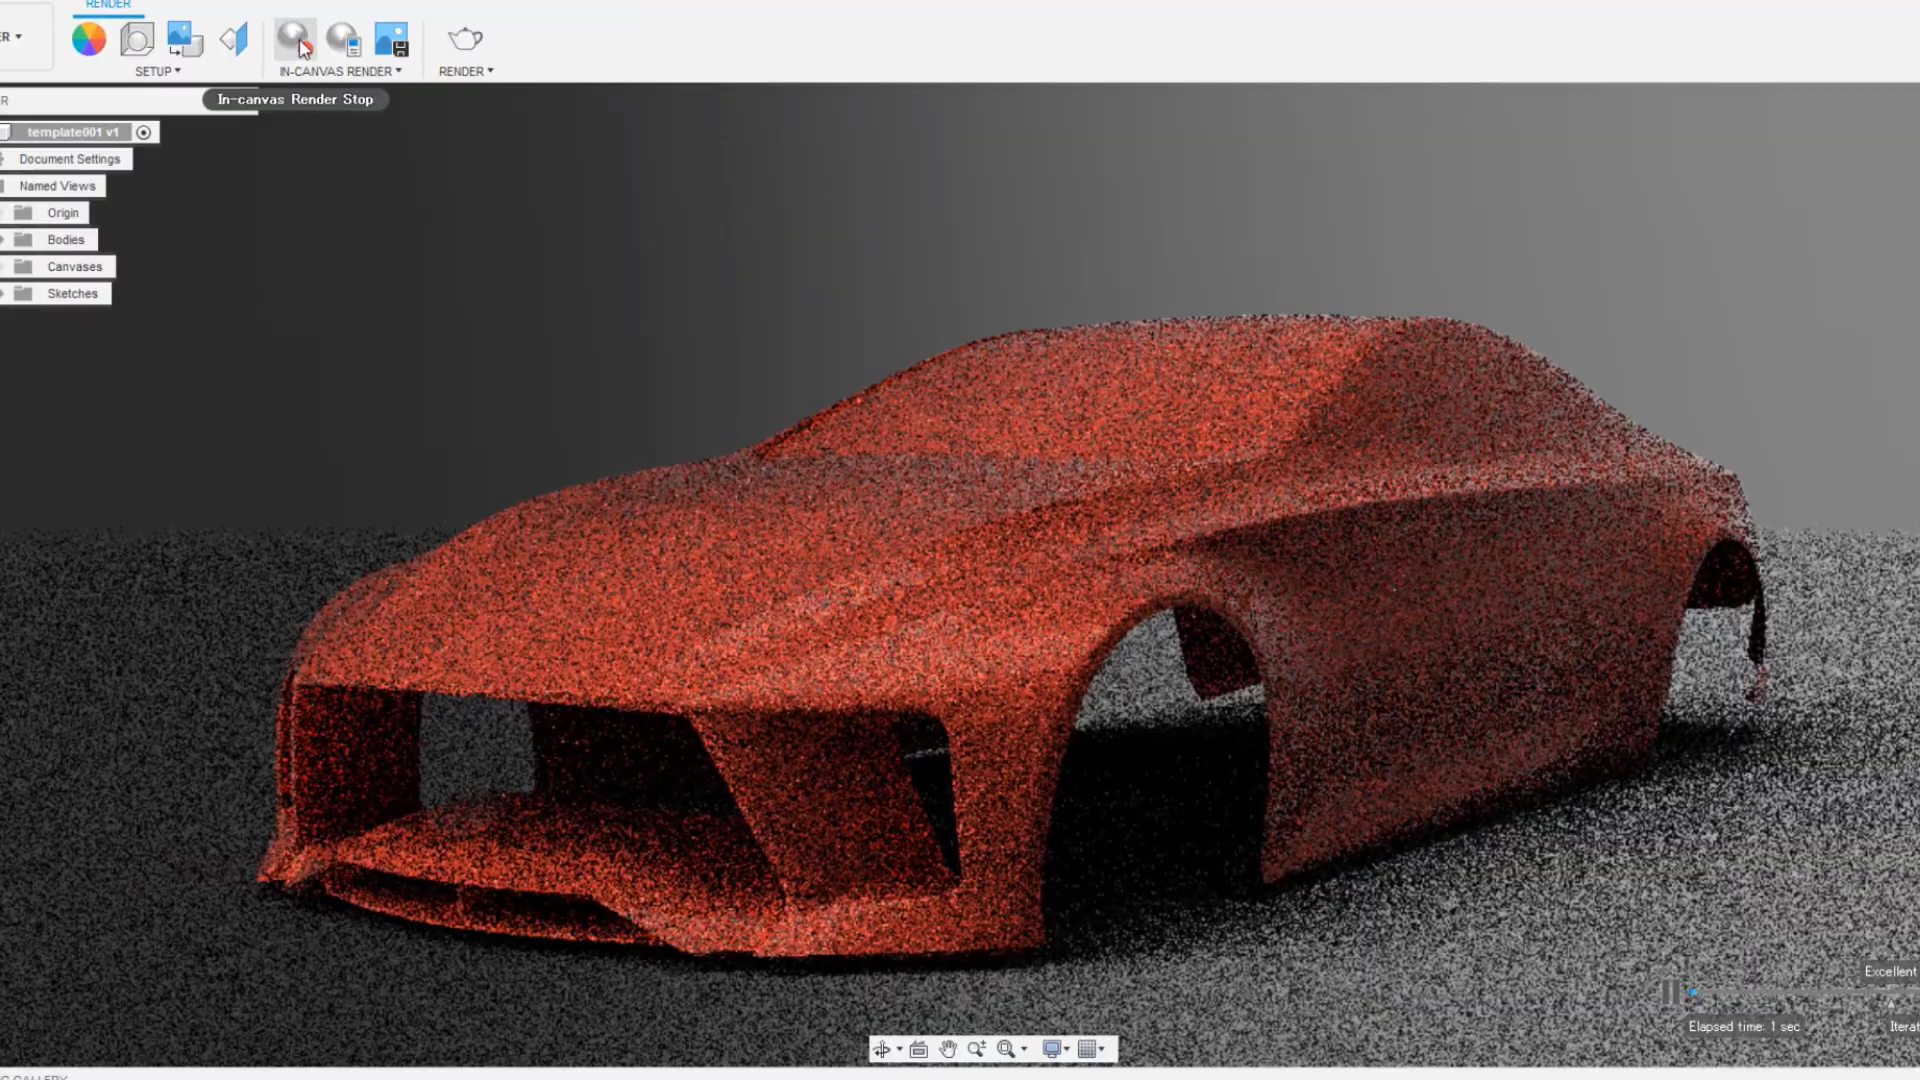 RENDER
ER
SETUP
IN-CANVAS RENDER
RENDER
R
In-canvas Render Stop
template001 v1
Document Settings
Named Views
Origin
Bodies
Canvases
Sketches
Excellent
Elapsed time: 1 sec
Iterat